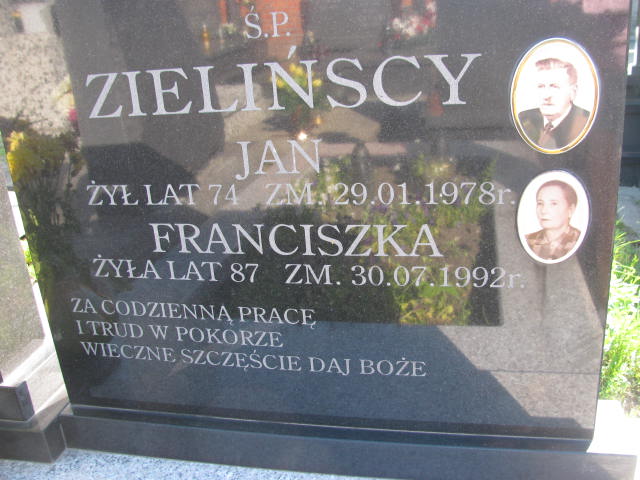 Ś.P.
ZIELIŃSCY
JAN
ŻYŁ LAT 74 ZM. 29.01.1978r.
FRANCISZKA
ŻYŁA LAT 87 ZM. 30.07.1992r.
ZA CODZIENNĄ PRACĘ
I TRUD W POKORZE
WIECZNE SZCZĘŚCIE DAJ BOŻE